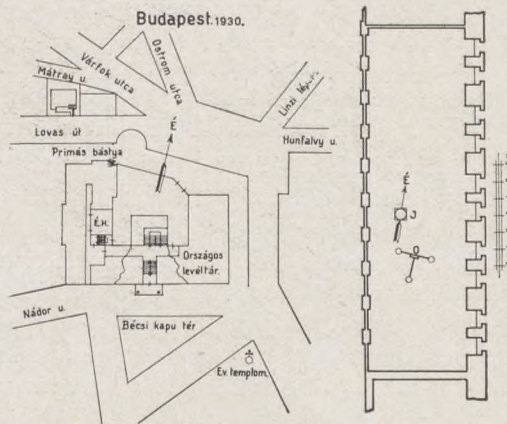 Budapest. 1930.
Ostrom utca
Várfok utca
Mátray u.
Linzi
Lovas út
É
Hunfalvy u.
Primás bástya
É
J
É.H.
Országos
levéltár.
Nádor u.
Bécsi kapu tér
Ev. templom.